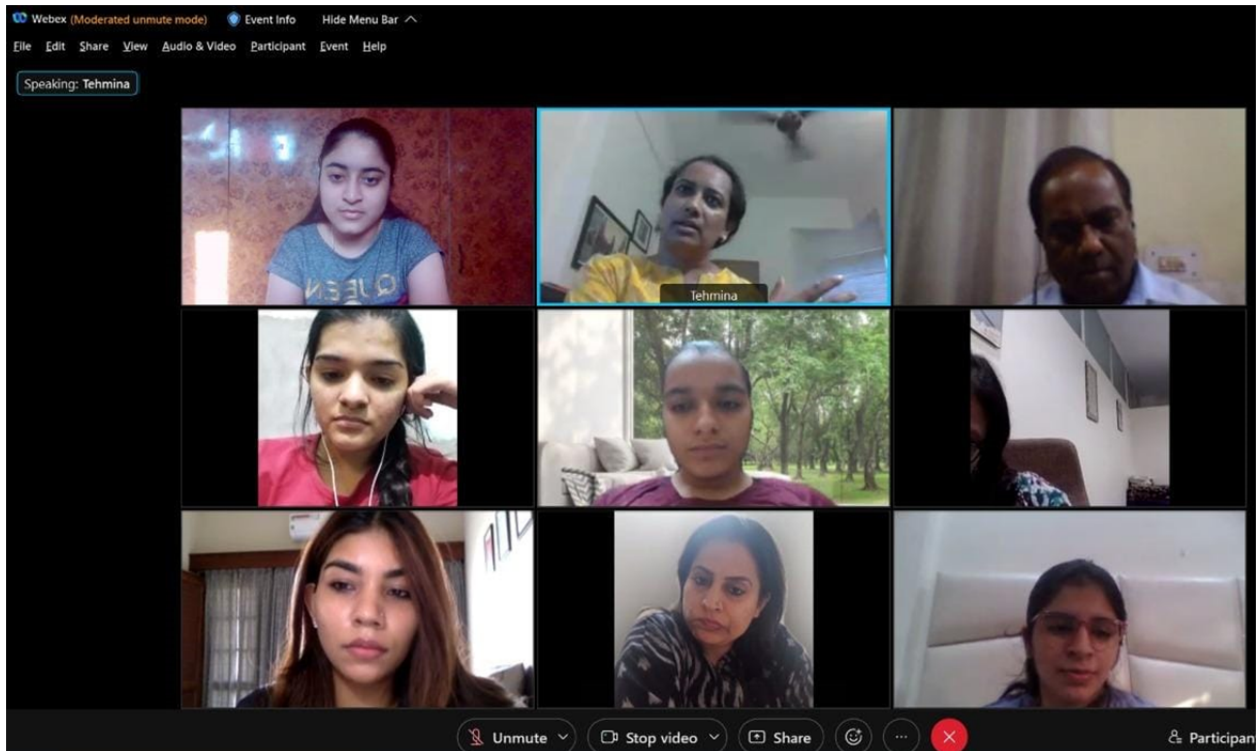 Webex (Moderated unmute mode) Event Info Hide Menu Bar
File Edit Share View Audio & Video Participant Event Help
Speaking: Tehmina
QUEEN
Tehmina
Unmute Stop video Share ... Participan